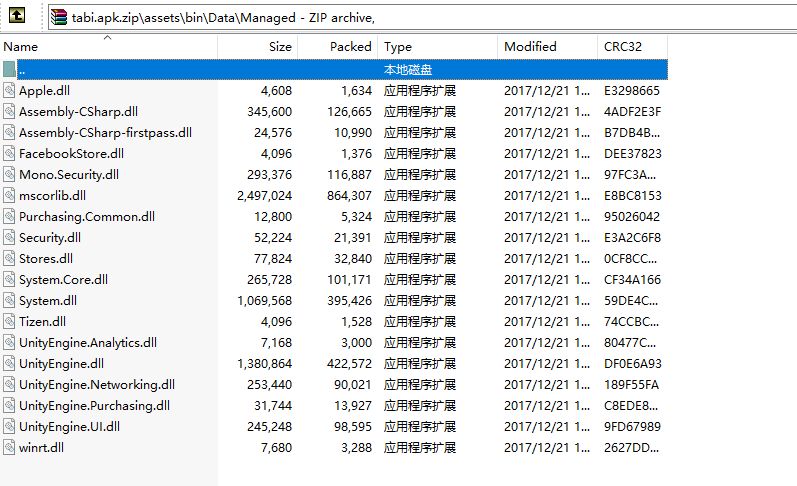 tabi.apk.zip\assets\bin\Data\Managed - ZIP archive,
Name Size Packed Type Modified CRC32
.. 本地磁盘
Apple.dll 4,608 1,634 应用程序扩展 2017/12/21 1... E3298665
Assembly-CSharp.dll 345,600 126,665 应用程序扩展 2017/12/21 1... 4ADF2E3F
Assembly-CSharp-firstpass.dll 24,576 10,990 应用程序扩展 2017/12/21 1... B7DB4B...
FacebookStore.dll 4,096 1,376 应用程序扩展 2017/12/21 1... DEE37823
Mono.Security.dll 293,376 116,887 应用程序扩展 2017/12/21 1... 97FC3A...
mscorlib.dll 2,497,024 864,307 应用程序扩展 2017/12/21 1... E8BC8153
Purchasing.Common.dll 12,800 5,324 应用程序扩展 2017/12/21 1... 95026042
Security.dll 52,224 21,391 应用程序扩展 2017/12/21 1... E3A2C6F8
Stores.dll 77,824 32,840 应用程序扩展 2017/12/21 1... 0CF8CC...
System.Core.dll 265,728 101,171 应用程序扩展 2017/12/21 1... CF34A166
System.dll 1,069,568 395,426 应用程序扩展 2017/12/21 1... 59DE4C...
Tizen.dll 4,096 1,528 应用程序扩展 2017/12/21 1... 74CCBC...
UnityEngine.Analytics.dll 7,168 3,000 应用程序扩展 2017/12/21 1... 80477C...
UnityEngine.dll 1,380,864 422,572 应用程序扩展 2017/12/21 1... DF0E6A93
UnityEngine.Networking.dll 253,440 90,021 应用程序扩展 2017/12/21 1... 189F55FA
UnityEngine.Purchasing.dll 31,744 13,927 应用程序扩展 2017/12/21 1... C8EDE8...
UnityEngine.UI.dll 245,248 98,595 应用程序扩展 2017/12/21 1... 9FD67989
winrt.dll 7,680 3,288 应用程序扩展 2017/12/21 1... 2627DD...